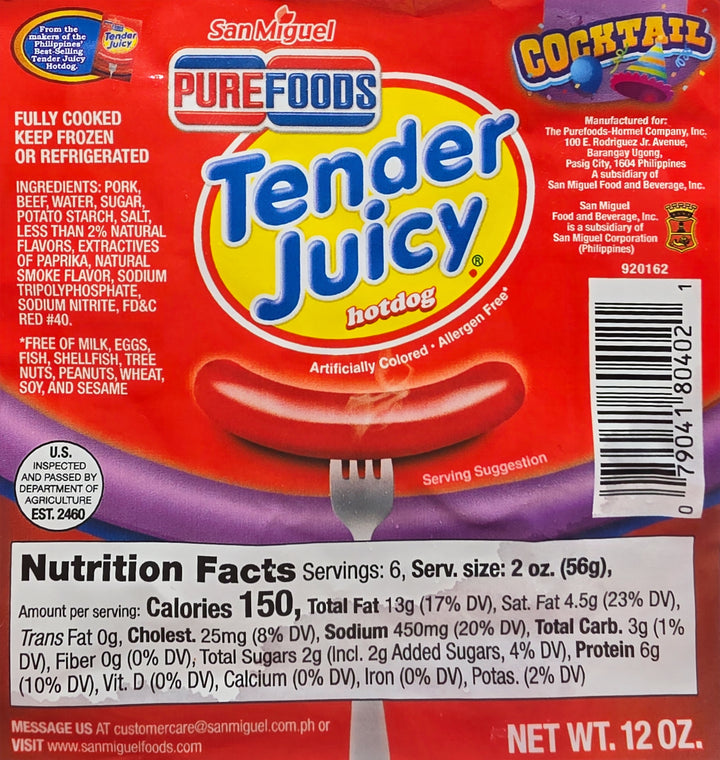 From the
makers of the
Philippines'
Best-Selling
Tender Juicy
Hotdog.
Tender
Juicy
San Miguel
PUREFOODS
COCKTAIL
Tender
Juicy®
hotdog
Artificially Colored • Allergen Free*
FULLY COOKED
KEEP FROZEN
OR REFRIGERATED
INGREDIENTS: PORK,
BEEF, WATER, SUGAR,
POTATO STARCH, SALT,
LESS THAN 2% NATURAL
FLAVORS, EXTRACTIVES
OF PAPRIKA, NATURAL
SMOKE FLAVOR, SODIUM
TRIPOLYPHOSPHATE,
SODIUM NITRITE, FD&C
RED #40.
*FREE OF MILK, EGGS,
FISH, SHELLFISH, TREE
NUTS, PEANUTS, WHEAT,
SOY, AND SESAME
Manufactured for:
The Purefoods-Hormel Company, Inc.
100 E. Rodriguez Jr. Avenue,
Barangay Ugong,
Pasig City, 1604 Philippines
A subsidiary of
San Miguel Food and Beverage, Inc.
San Miguel
Food and Beverage, Inc.
is a subsidiary of
San Miguel Corporation
(Philippines)
920162
0 79041 80402 1
U.S.
INSPECTED
AND PASSED BY
DEPARTMENT OF
AGRICULTURE
EST. 2460
Serving Suggestion
Nutrition Facts Servings: 6, Serv. size: 2 oz. (56g),
Amount per serving: Calories 150, Total Fat 13g (17% DV), Sat. Fat 4.5g (23% DV),
Trans Fat 0g, Cholest. 25mg (8% DV), Sodium 450mg (20% DV), Total Carb. 3g (1%
DV), Fiber 0g (0% DV), Total Sugars 2g (Incl. 2g Added Sugars, 4% DV), Protein 6g
(10% DV), Vit. D (0% DV), Calcium (0% DV), Iron (0% DV), Potas. (2% DV)
MESSAGE US AT customercare@sanmiguel.com.ph or
VISIT www.sanmiguelfoods.com
NET WT. 12 OZ.